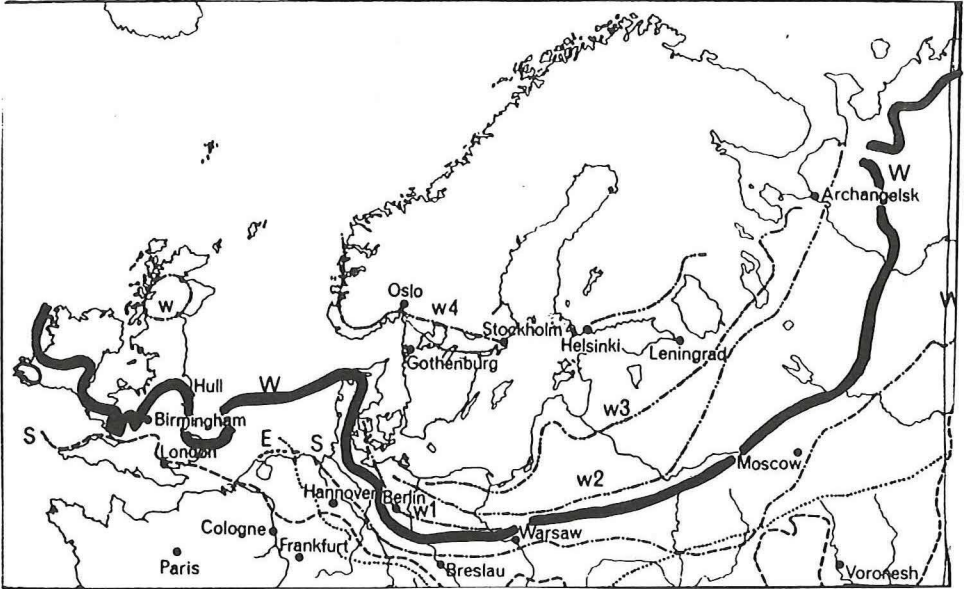 W
Archangelsk
w
Oslo
w4
W
Stockholm
Helsinki
Gothenburg
Leningrad
Hull
W
w3
W
Birmingham
S
E
S
London
Moscow
w2
Hannover
Berlin
w1
Cologne
Warsaw
Frankfurt
Paris
Breslau
Voronesh